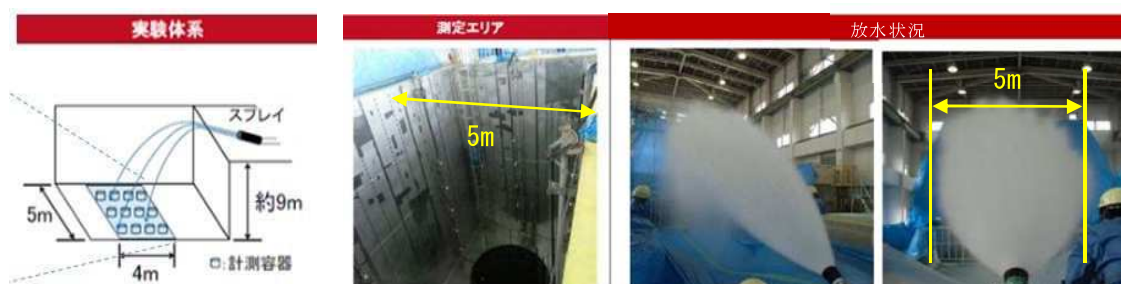 実験体系
測定エリア
放水状況
スプレイ
5m
約9m
4m
:計測容器
5m
5m